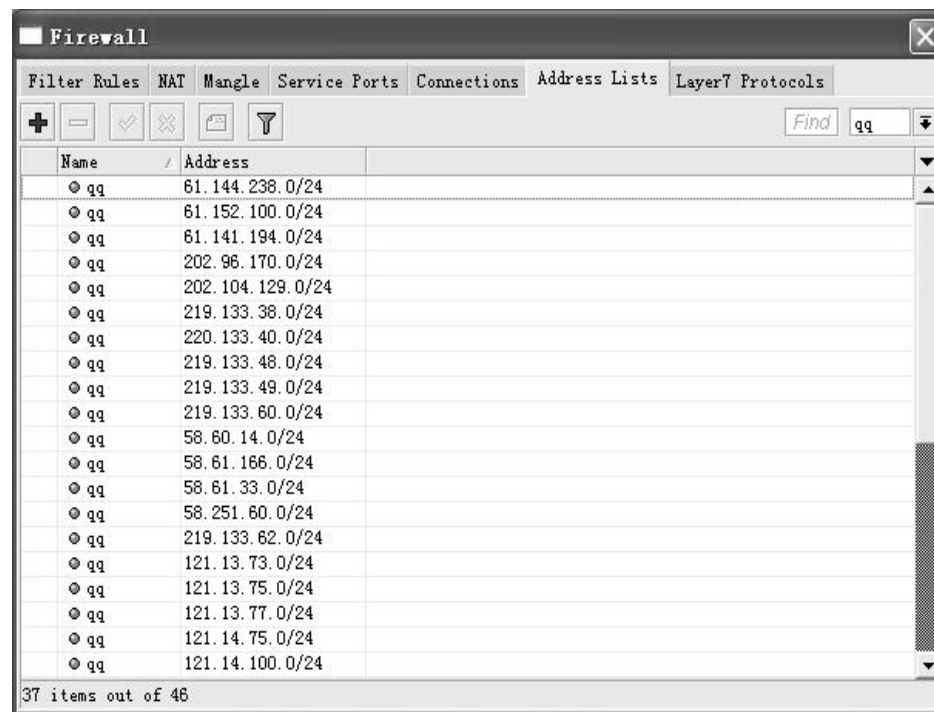 Firewall
Filter Rules NAT Mangle Service Ports Connections Address Lists Layer7 Protocols
Find qq
Name Address
qq 61.144.238.0/24
qq 61.152.100.0/24
qq 61.141.194.0/24
qq 202.96.170.0/24
qq 202.104.129.0/24
qq 219.133.38.0/24
qq 220.133.40.0/24
qq 219.133.48.0/24
qq 219.133.49.0/24
qq 219.133.60.0/24
qq 58.60.14.0/24
qq 58.61.166.0/24
qq 58.61.33.0/24
qq 58.251.60.0/24
qq 219.133.62.0/24
qq 121.13.73.0/24
qq 121.13.75.0/24
qq 121.13.77.0/24
qq 121.14.75.0/24
qq 121.14.100.0/24
37 items out of 46